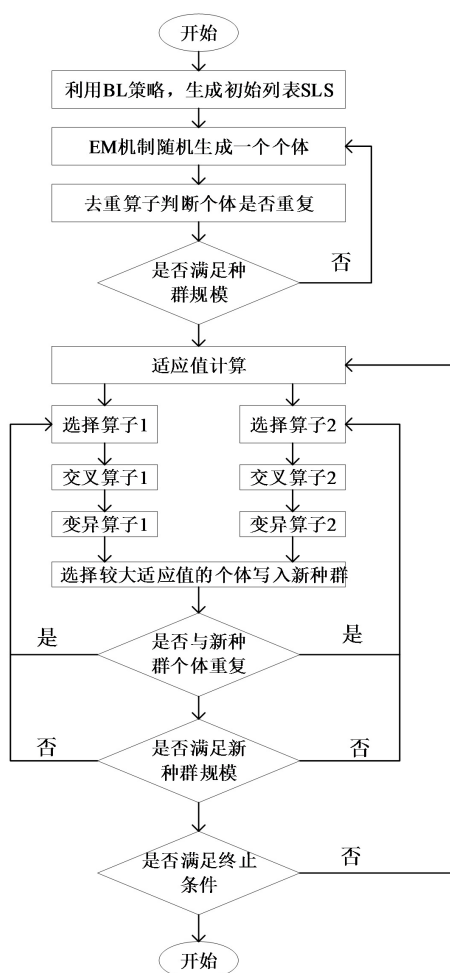 开始
利用BL策略，生成初始列表SLS
EM机制随机生成一个个体
去重算子判断个体是否重复
是否满足种
群规模
否
适应值计算
选择算子1
选择算子2
交叉算子1
交叉算子2
变异算子1
变异算子2
选择较大适应值的个体写入新种群
是
是否与新种
群个体重复
是
否
是否满足新
种群规模
否
是否满足终止
条件
否
开始